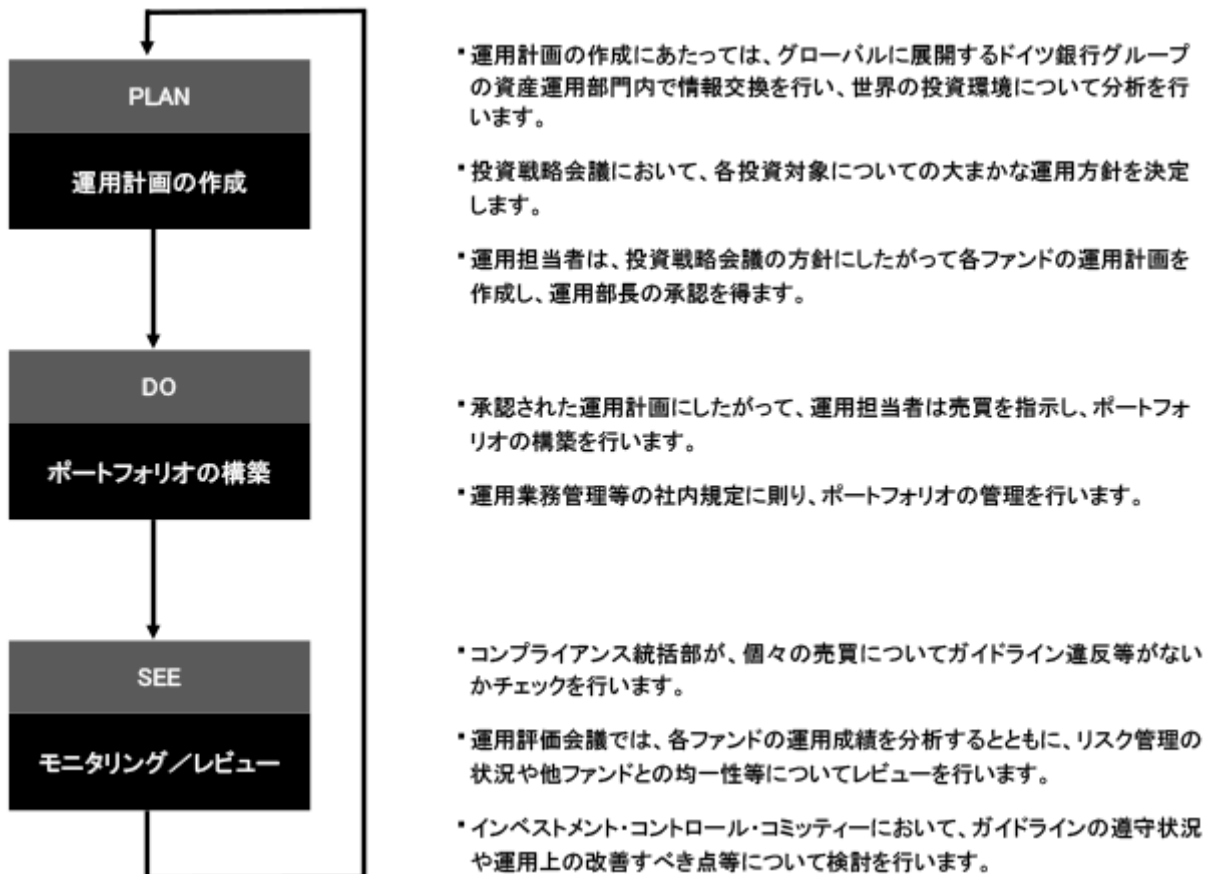 PLAN
運用計画の作成
▪運用計画の作成にあたっては、グローバルに展開するドイツ銀行グループ
の資産運用部門内で情報交換を行い、世界の投資環境について分析を行
います。
▪投資戦略会議において、各投資対象についての大まかな運用方針を決定
します。
▪運用担当者は、投資戦略会議の方針にしたがって各ファンドの運用計画を
作成し、運用部長の承認を得ます。
DO
ポートフォリオの構築
▪承認された運用計画にしたがって、運用担当者は売買を指示し、ポートフォ
リオの構築を行います。
▪運用業務管理等の社内規定に則り、ポートフォリオの管理を行います。
SEE
モニタリング／レビュー
▪コンプライアンス統括部が、個々の売買についてガイドライン違反等がない
かチェックを行います。
▪運用評価会議では、各ファンドの運用成績を分析するとともに、リスク管理の
状況や他ファンドとの均一性等についてレビューを行います。
▪インベストメント・コントロール・コミッティーにおいて、ガイドラインの遵守状況
や運用上の改善すべき点等について検討を行います。